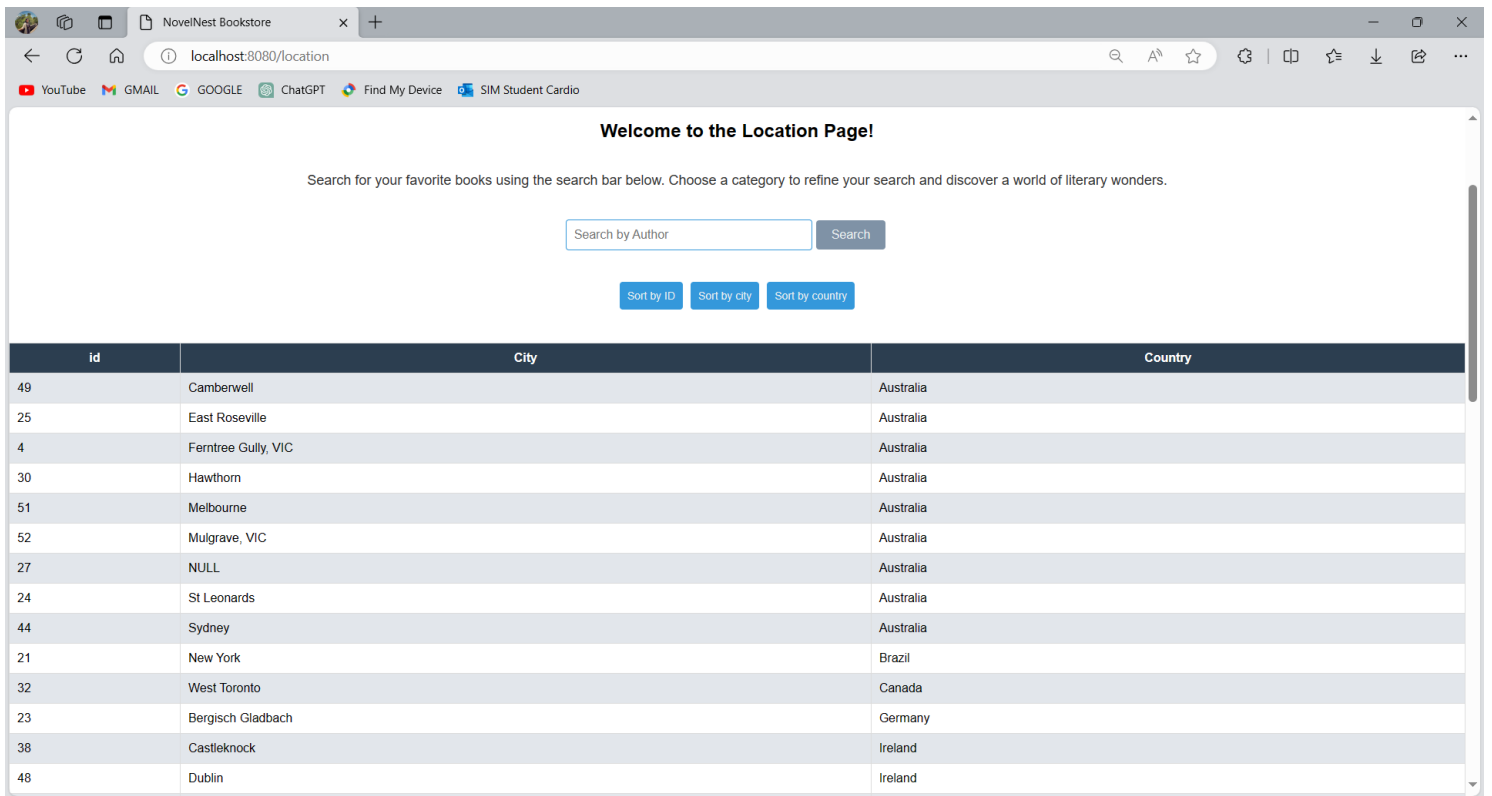 NovelNest Bookstore
localhost:8080/location
YouTube GMAIL GOOGLE ChatGPT Find My Device SIM Student Cardio
Welcome to the Location Page!
Search for your favorite books using the search bar below. Choose a category to refine your search and discover a world of literary wonders.
Search by Author Search
Sort by ID Sort by city Sort by country
id City Country
49 Camberwell Australia
25 East Roseville Australia
4 Ferntree Gully, VIC Australia
30 Hawthorn Australia
51 Melbourne Australia
52 Mulgrave, VIC Australia
27 NULL Australia
24 St Leonards Australia
44 Sydney Australia
21 New York Brazil
32 West Toronto Canada
23 Bergisch Gladbach Germany
38 Castleknock Ireland
48 Dublin Ireland